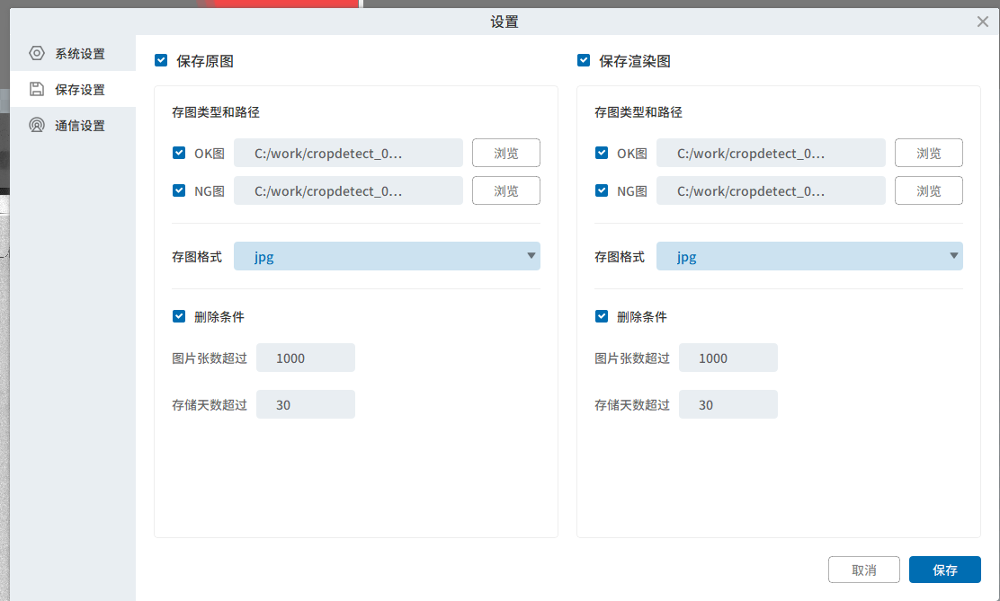 设置
系统设置
保存设置
通信设置
保存原图
存图类型和路径
OK图 C:/work/cropdetect_0... 浏览
NG图 C:/work/cropdetect_0... 浏览
存图格式 jpg
删除条件
图片张数超过 1000
存储天数超过 30
保存渲染图
存图类型和路径
OK图 C:/work/cropdetect_0... 浏览
NG图 C:/work/cropdetect_0... 浏览
存图格式 jpg
删除条件
图片张数超过 1000
存储天数超过 30
取消 保存